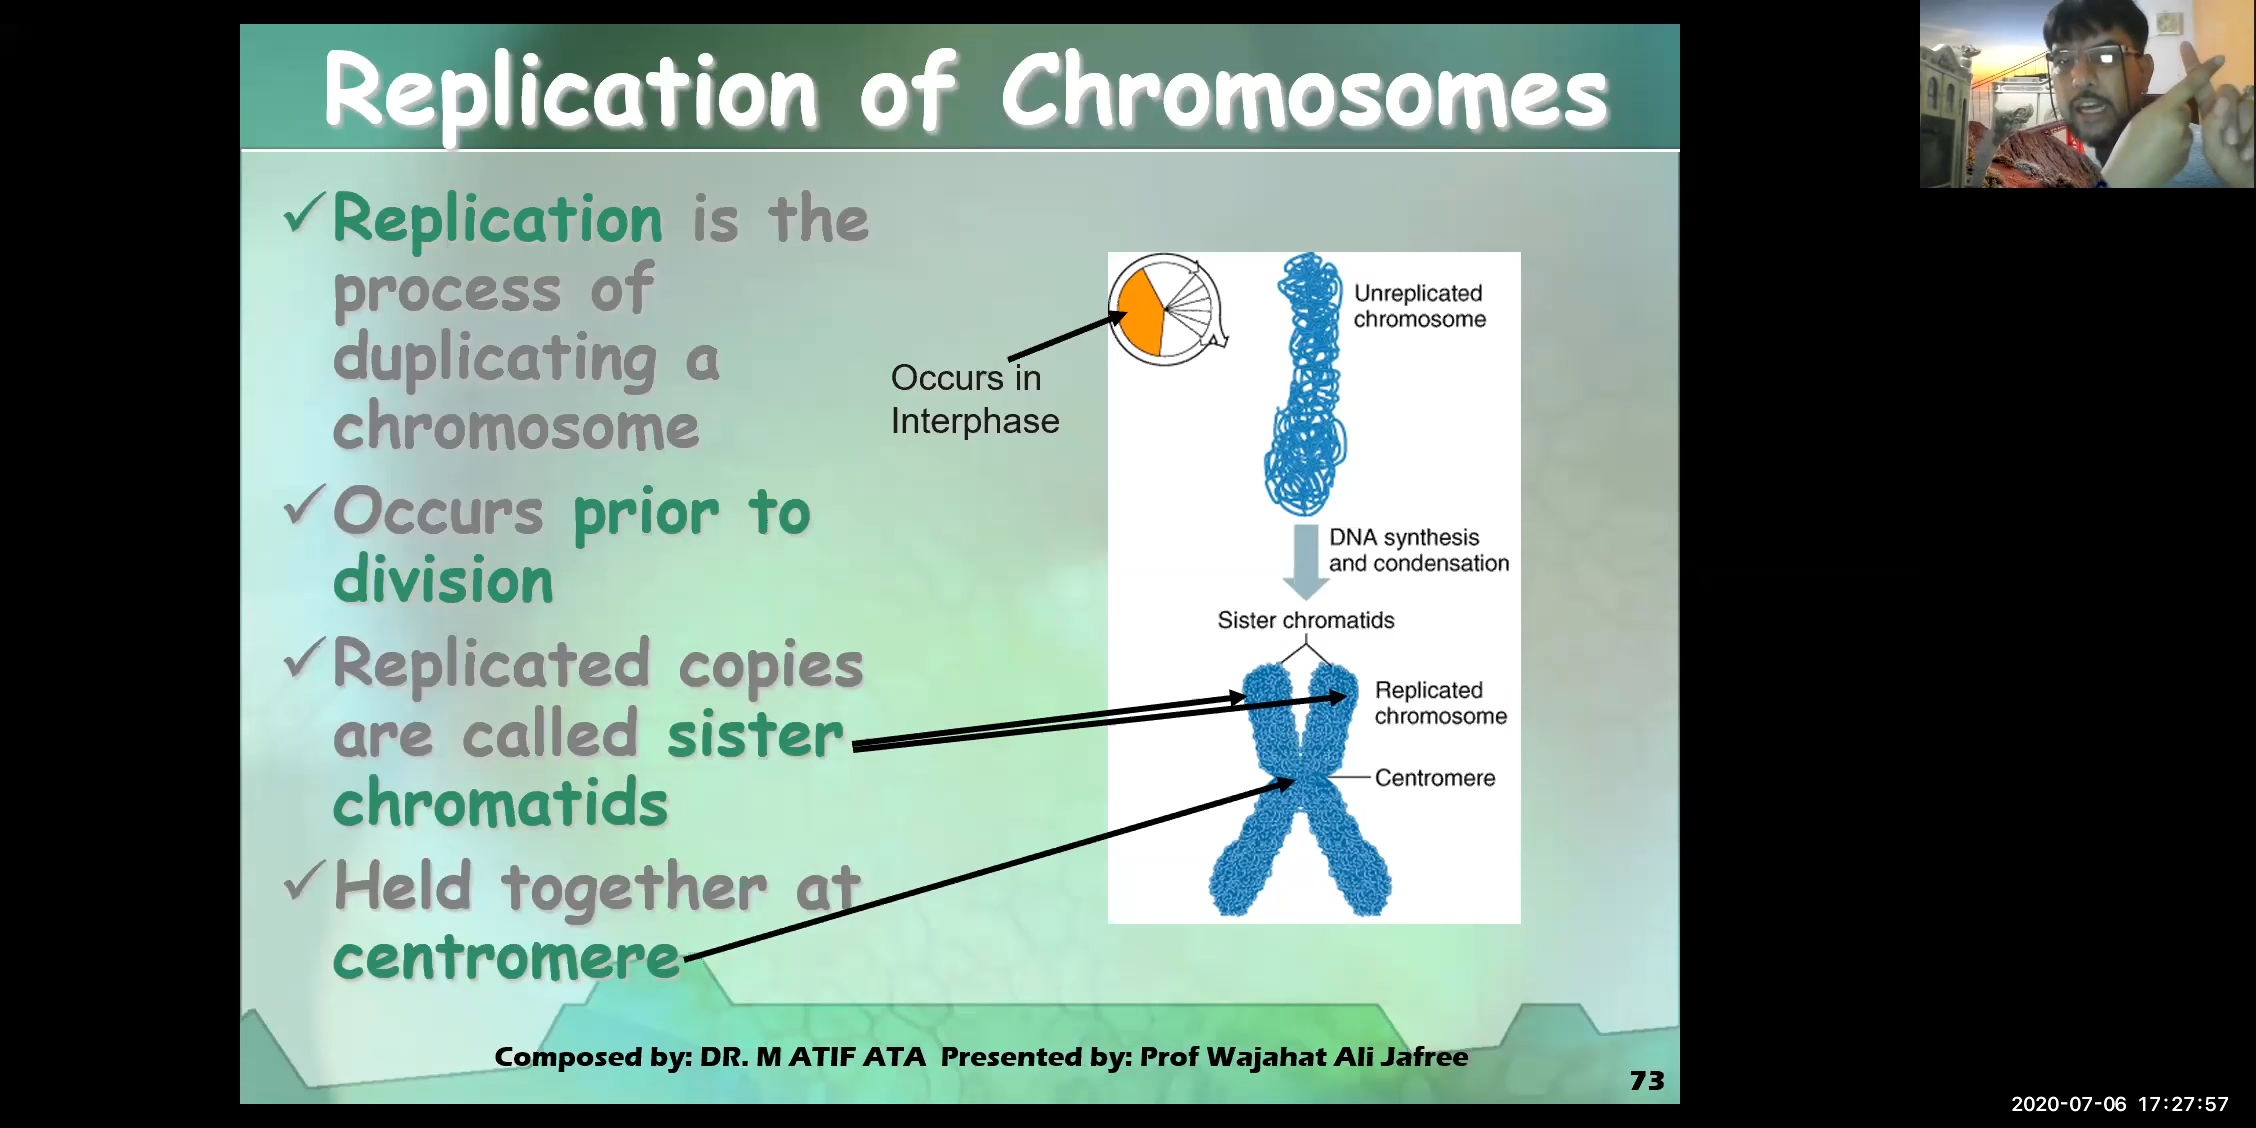 Replication of Chromosomes
✓Replication is the
process of
duplicating a
chromosome
✓Occurs prior to
division
✓Replicated copies
are called sister
chromatids
✓Held together at
centromere
Occurs in
Interphase
Unreplicated
chromosome
DNA synthesis
and condensation
Sister chromatids
Replicated
chromosome
Centromere
Composed by: DR. M ATIF ATA Presented by: Prof Wajahat Ali Jafree
73
2020-07-06 17:27:57